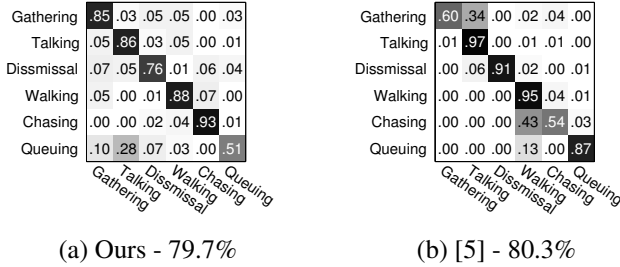 Gathering .85 .03 .05 .05 .00 .03
Talking .05 .86 .03 .05 .00 .01
Dissmissal .07 .05 .76 .01 .06 .04
Walking .05 .00 .01 .88 .07 .00
Chasing .00 .00 .02 .04 .93 .01
Queuing .10 .28 .07 .03 .00 .51
Gathering Talking Dissmissal Walking Chasing Queuing
(a) Ours - 79.7%
Gathering .60 .34 .00 .02 .04 .00
Talking .01 .97 .01 .01 .00 .01
Dissmissal .00 .06 .91 .02 .00 .01
Walking .00 .00 .00 .95 .04 .01
Chasing .00 .00 .00 .43 .54 .03
Queuing .00 .00 .00 .13 .00 .87
Gathering Talking Dissmissal Walking Chasing Queuing
(b) [5] - 80.3%